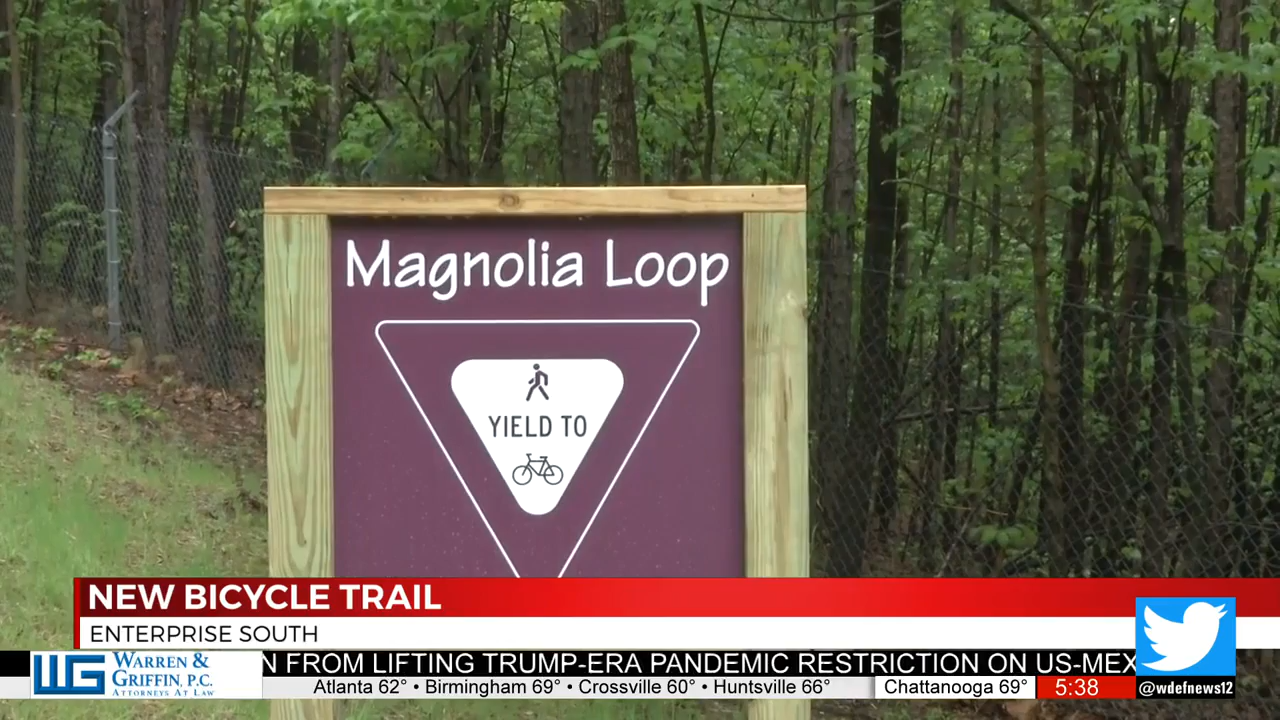 Magnolia Loop
YIELD TO
NEW BICYCLE TRAIL
ENTERPRISE SOUTH
WG WARREN & GRIFFIN, P.C.
ATTORNEYS AT LAW
N FROM LIFTING TRUMP-ERA PANDEMIC RESTRICTION ON US-MEX
Atlanta 62° • Birmingham 69° • Crossville 60° • Huntsville 66°
Chattanooga 69°
5:38
@wdefnews12